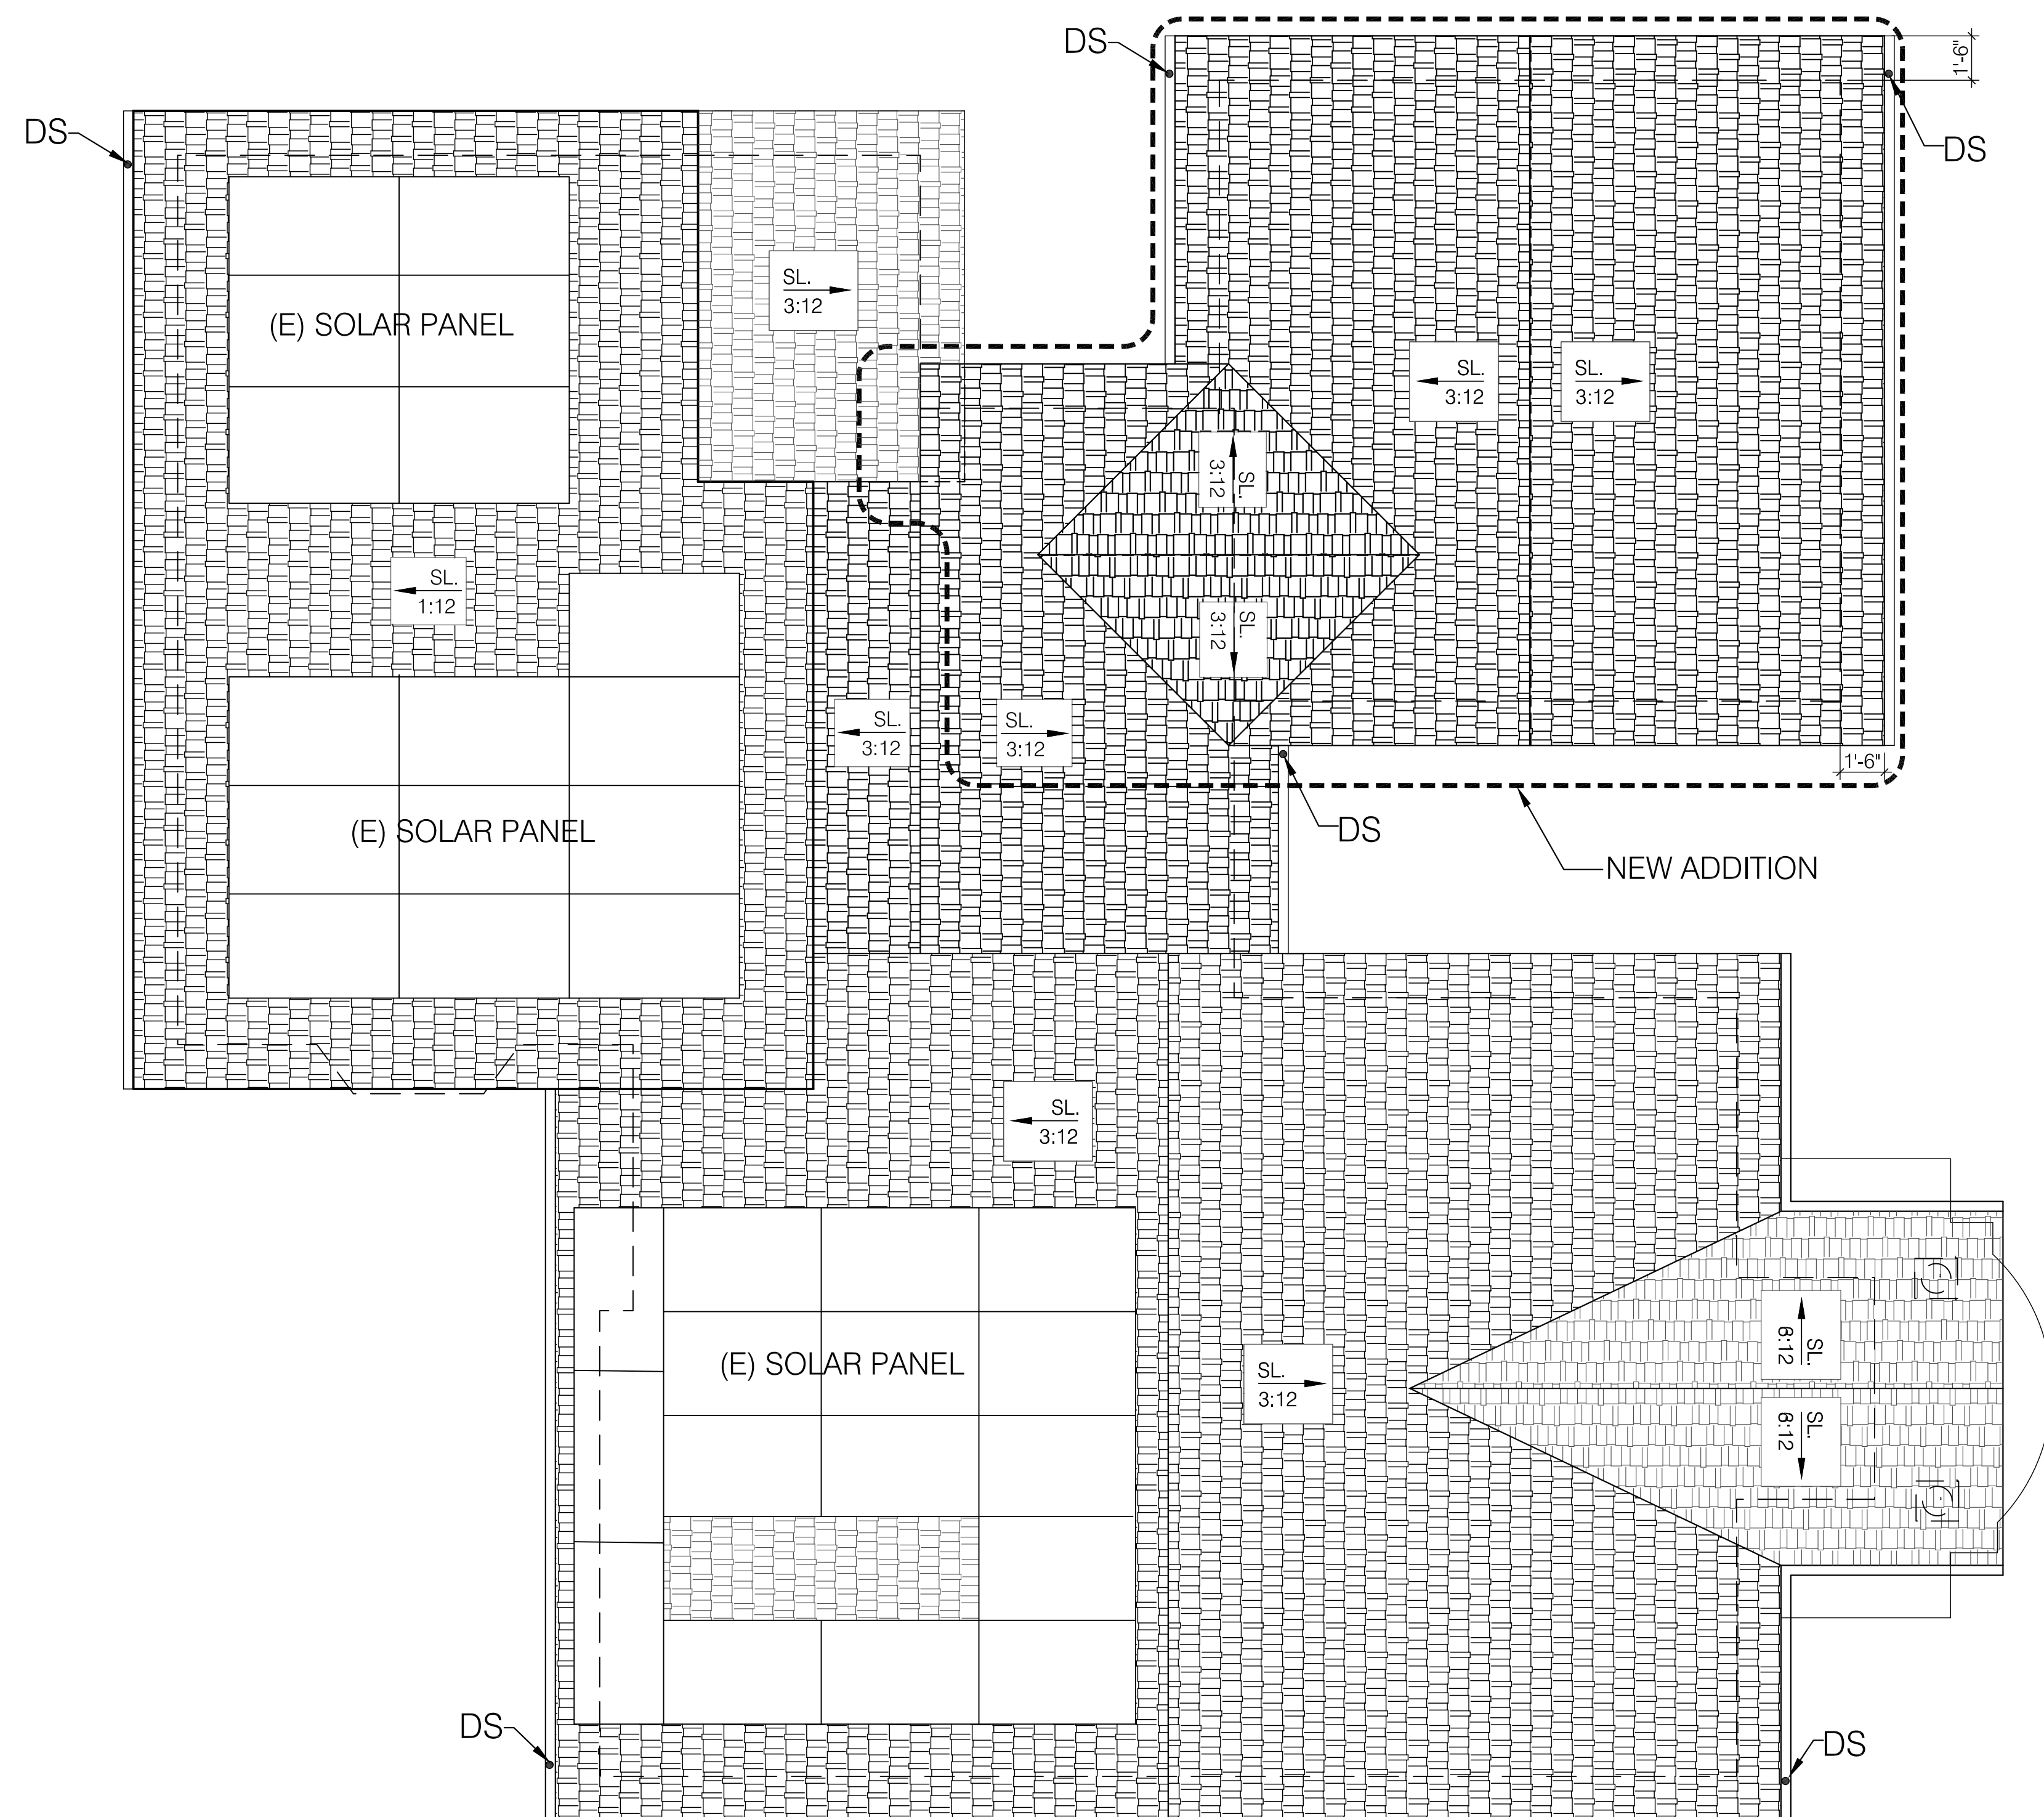 DS
1'-6"
DS
DS
SL.
3:12
(E) SOLAR PANEL
SL.
3:12
SL.
3:12
SL.
3:12
SL.
1:12
SL.
3:12
SL.
3:12
SL.
3:12
1'-6"
DS
(E) SOLAR PANEL
NEW ADDITION
SL.
3:12
SL.
6:12
(E) SOLAR PANEL
SL.
3:12
SL.
6:12
DS
DS